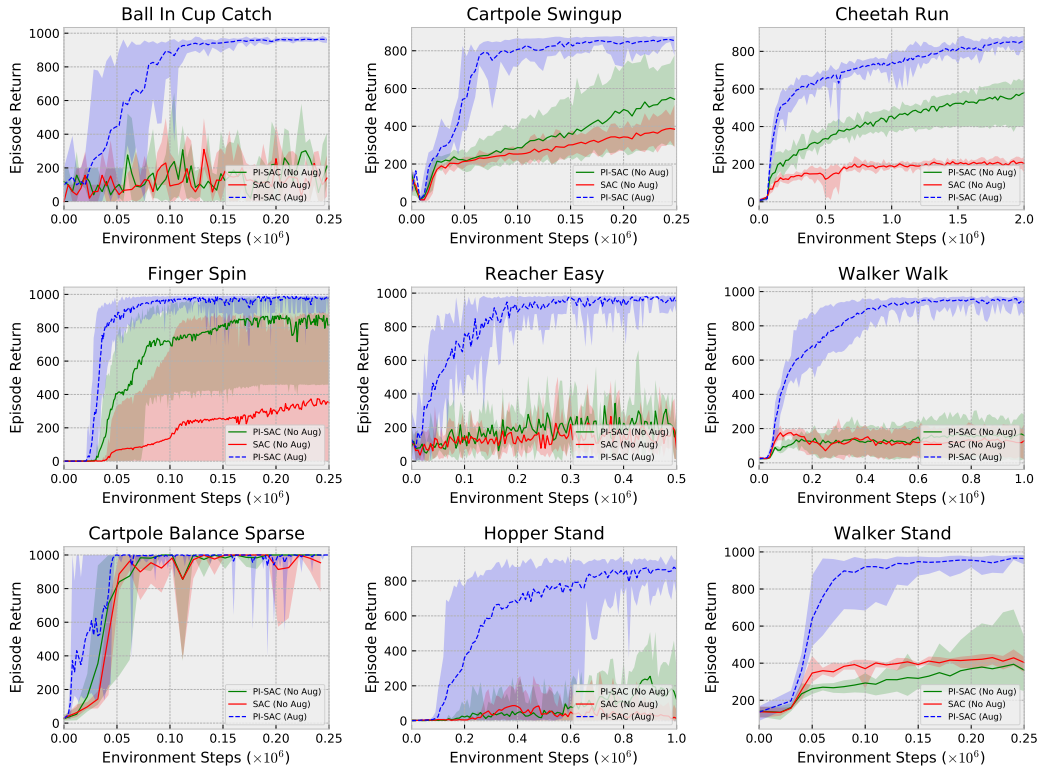 Ball In Cup Catch
Episode Return
1000
800
600
400
200
0
PI-SAC (No Aug)
SAC (No Aug)
PI-SAC (Aug)
0.00 0.05 0.10 0.15 0.20 0.25
Environment Steps (×10⁶)
Cartpole Swingup
Episode Return
800
600
400
200
0
PI-SAC (No Aug)
SAC (No Aug)
PI-SAC (Aug)
0.00 0.05 0.10 0.15 0.20 0.25
Environment Steps (×10⁶)
Cheetah Run
Episode Return
800
600
400
200
0
PI-SAC (No Aug)
SAC (No Aug)
PI-SAC (Aug)
0.0 0.5 1.0 1.5 2.0
Environment Steps (×10⁶)
Finger Spin
Episode Return
1000
800
600
400
200
0
PI-SAC (No Aug)
SAC (No Aug)
PI-SAC (Aug)
0.00 0.05 0.10 0.15 0.20 0.25
Environment Steps (×10⁶)
Reacher Easy
Episode Return
1000
800
600
400
200
0
PI-SAC (No Aug)
SAC (No Aug)
PI-SAC (Aug)
0.0 0.1 0.2 0.3 0.4 0.5
Environment Steps (×10⁶)
Walker Walk
Episode Return
1000
800
600
400
200
0
PI-SAC (No Aug)
SAC (No Aug)
PI-SAC (Aug)
0.0 0.2 0.4 0.6 0.8 1.0
Environment Steps (×10⁶)
Cartpole Balance Sparse
Episode Return
1000
800
600
400
200
0
PI-SAC (No Aug)
SAC (No Aug)
PI-SAC (Aug)
0.00 0.05 0.10 0.15 0.20 0.25
Environment Steps (×10⁶)
Hopper Stand
Episode Return
800
600
400
200
0
PI-SAC (No Aug)
SAC (No Aug)
PI-SAC (Aug)
0.0 0.2 0.4 0.6 0.8 1.0
Environment Steps (×10⁶)
Walker Stand
Episode Return
1000
800
600
400
200
0
PI-SAC (No Aug)
SAC (No Aug)
PI-SAC (Aug)
0.00 0.05 0.10 0.15 0.20 0.25
Environment Steps (×10⁶)